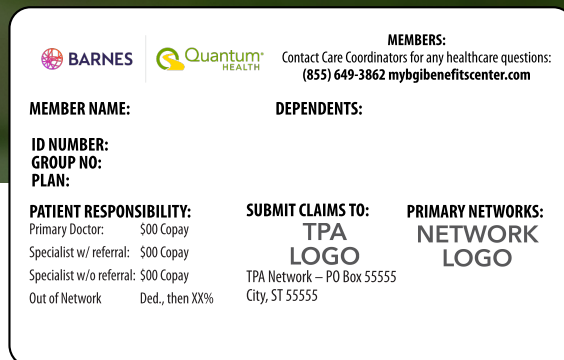 BARNES
Quantum®
HEALTH
MEMBERS:
Contact Care Coordinators for any healthcare questions:
(855) 649-3862 mybgibenefitscenter.com
MEMBER NAME:
DEPENDENTS:
ID NUMBER:
GROUP NO:
PLAN:
PATIENT RESPONSIBILITY:
Primary Doctor: $00 Copay
Specialist w/ referral: $00 Copay
Specialist w/o referral: $00 Copay
Out of Network Ded., then XX%
SUBMIT CLAIMS TO:
TPA
LOGO
TPA Network – PO Box 55555
City, ST 55555
PRIMARY NETWORKS:
NETWORK
LOGO